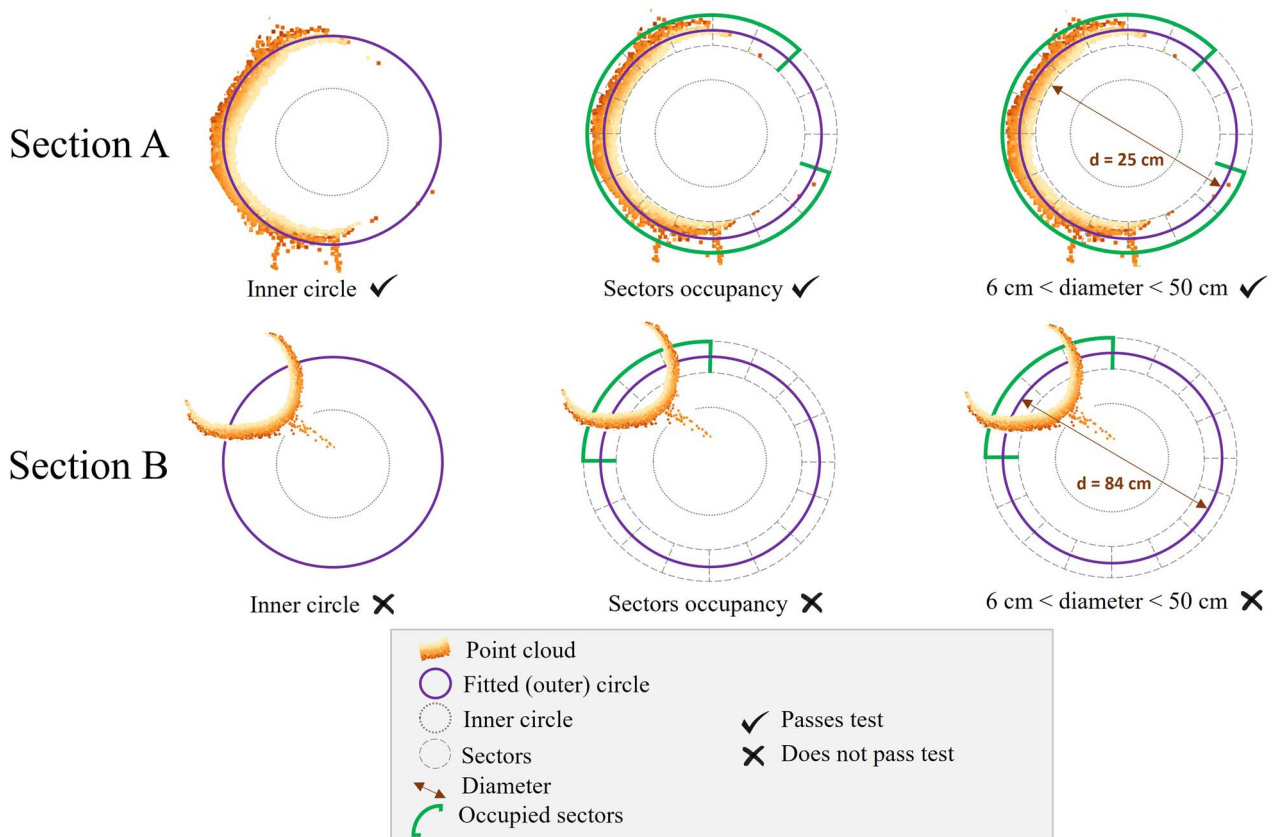 Section A
d = 25 cm
Inner circle ✓
Sectors occupancy ✓
6 cm < diameter < 50 cm ✓
Section B
d = 84 cm
Inner circle ✗
Sectors occupancy ✗
6 cm < diameter < 50 cm ✗
Point cloud
Fitted (outer) circle
Inner circle
✓ Passes test
Sectors
✗ Does not pass test
Diameter
Occupied sectors